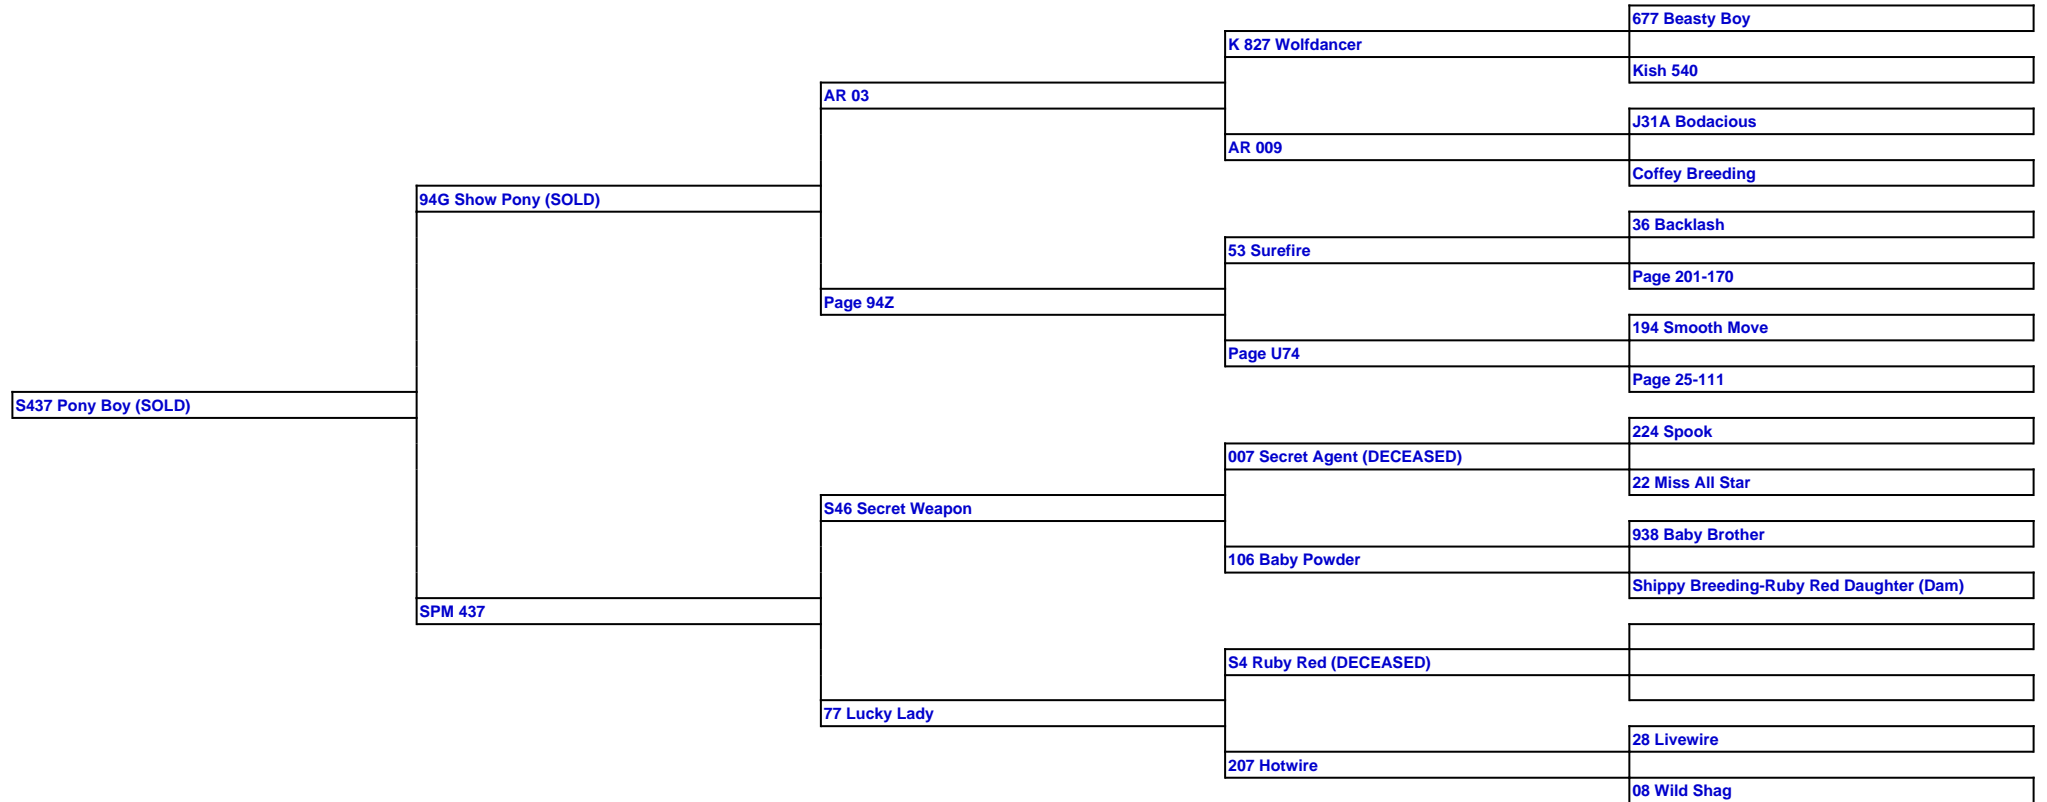 677 Beasty Boy
K 827 Wolfdancer
Kish 540
AR 03
J31A Bodacious
AR 009
Coffey Breeding
94G Show Pony (SOLD)
36 Backlash
53 Surefire
Page 201-170
Page 94Z
194 Smooth Move
Page U74
Page 25-111
S437 Pony Boy (SOLD)
224 Spook
007 Secret Agent (DECEASED)
22 Miss All Star
S46 Secret Weapon
938 Baby Brother
106 Baby Powder
Shippy Breeding-Ruby Red Daughter (Dam)
SPM 437
S4 Ruby Red (DECEASED)
77 Lucky Lady
28 Livewire
207 Hotwire
08 Wild Shag